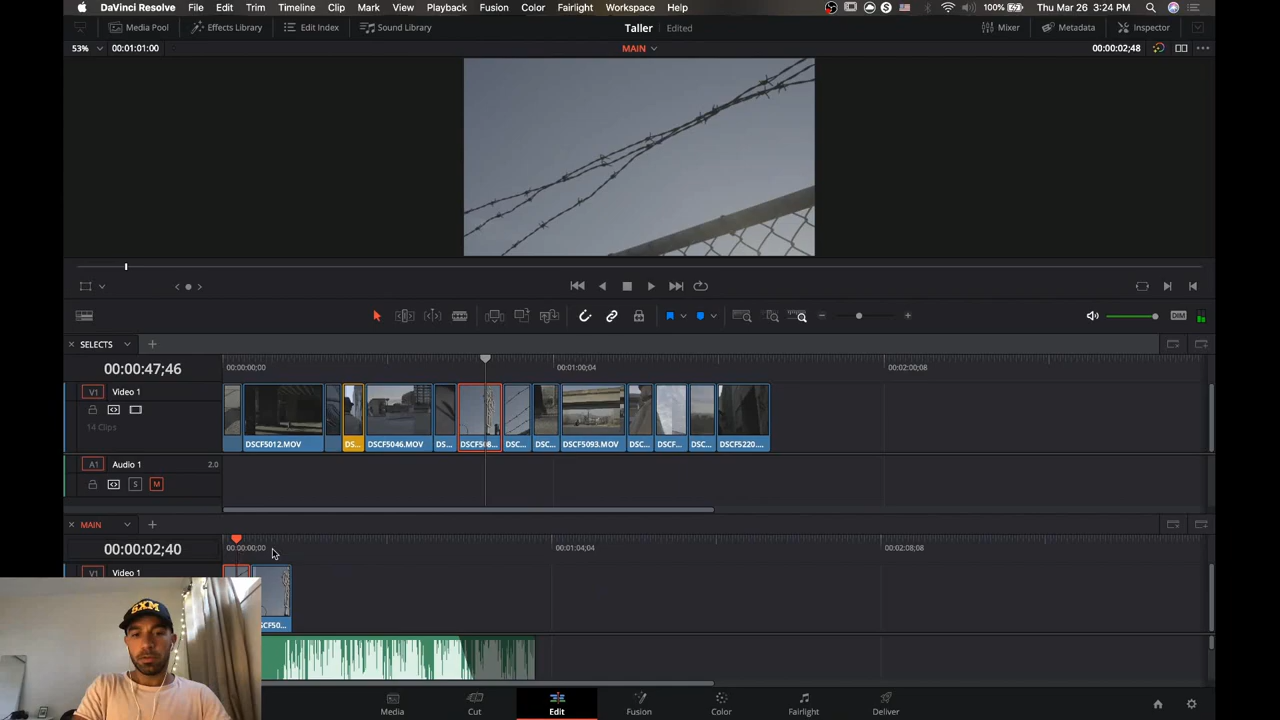 DaVinci Resolve File Edit Trim Timeline Clip Mark View Playback Fusion Color Fairlight Workspace Help 100% Thu Mar 26 3:24 PM
Media Pool Effects Library Edit Index Sound Library Taller Edited Mixer Metadata Inspector
53% 00:01:01:00 MAIN 00:00:02;48
DIM
SELECTS
00:00:47;46 00:00:00;00 00:01:00;04 00:02:00;08
V1 Video 1
14 Clips
DSCF5012.MOV DS... DSCF5046.MOV DS... DSCF508... DSC... DSC... DSCF5093.MOV DSC... DSCF... DSC... DSCF5220....
A1 Audio 1 2.0
S M
MAIN
00:00:02;40 00:00:00;00 00:01:04;04 00:02:08;08
V1 Video 1
SCF50...
5XM
Media Cut Edit Fusion Color Fairlight Deliver